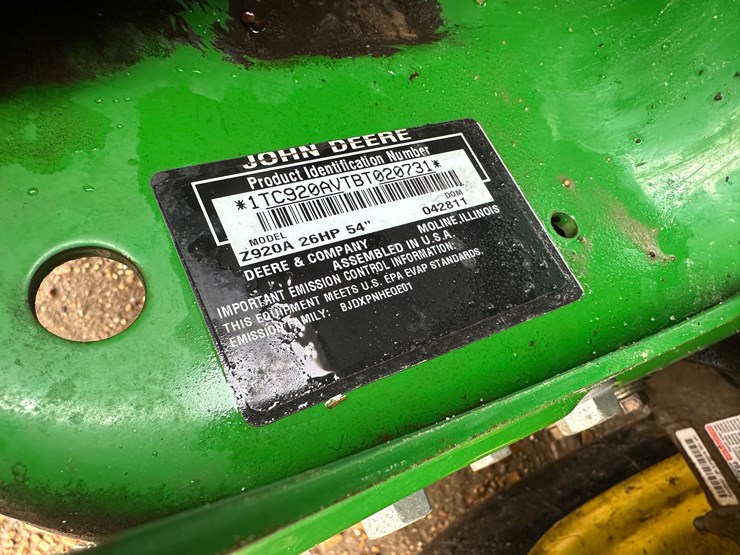 JOHN DEERE
Product Identification Number
*1TC920AVTBT020731*
MODEL DOM
Z920A 26HP 54" 042811
DEERE & COMPANY MOLINE ,ILLINOIS
ASSEMBLED IN U.S.A.
IMPORTANT EMISSION CONTROL INFORMATION:
THIS EQUIPMENT MEETS U.S. EPA EVAP STANDARDS.
EMISSION FAMILY: BJDXPNHEQE01